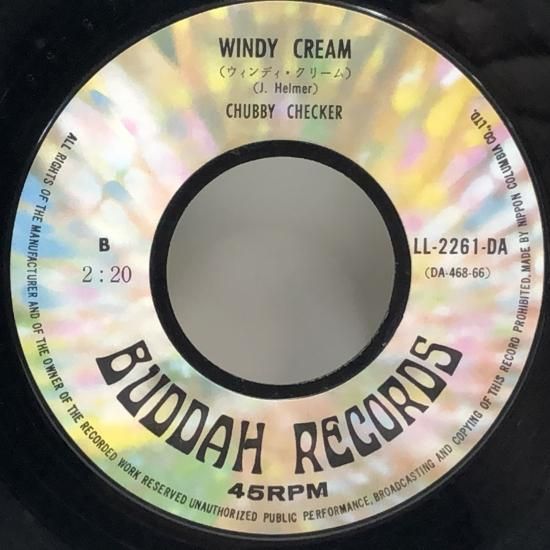 WINDY CREAM
(ウィンディ・クリーム)
(J. Helmer)
CHUBBY CHECKER
B
2:20
LL-2261-DA
(DA-468-66)
BUDDAH RECORDS
45RPM
ALL RIGHTS OF THE MANUFACTURER AND OF THE OWNER OF THE RECORDED WORK RESERVED UNAUTHORIZED PUBLIC PERFORMANCE, BROADCASTING AND COPYING OF THIS RECORD PROHIBITED. MADE BY NIPPON COLUMBIA CO., LTD.